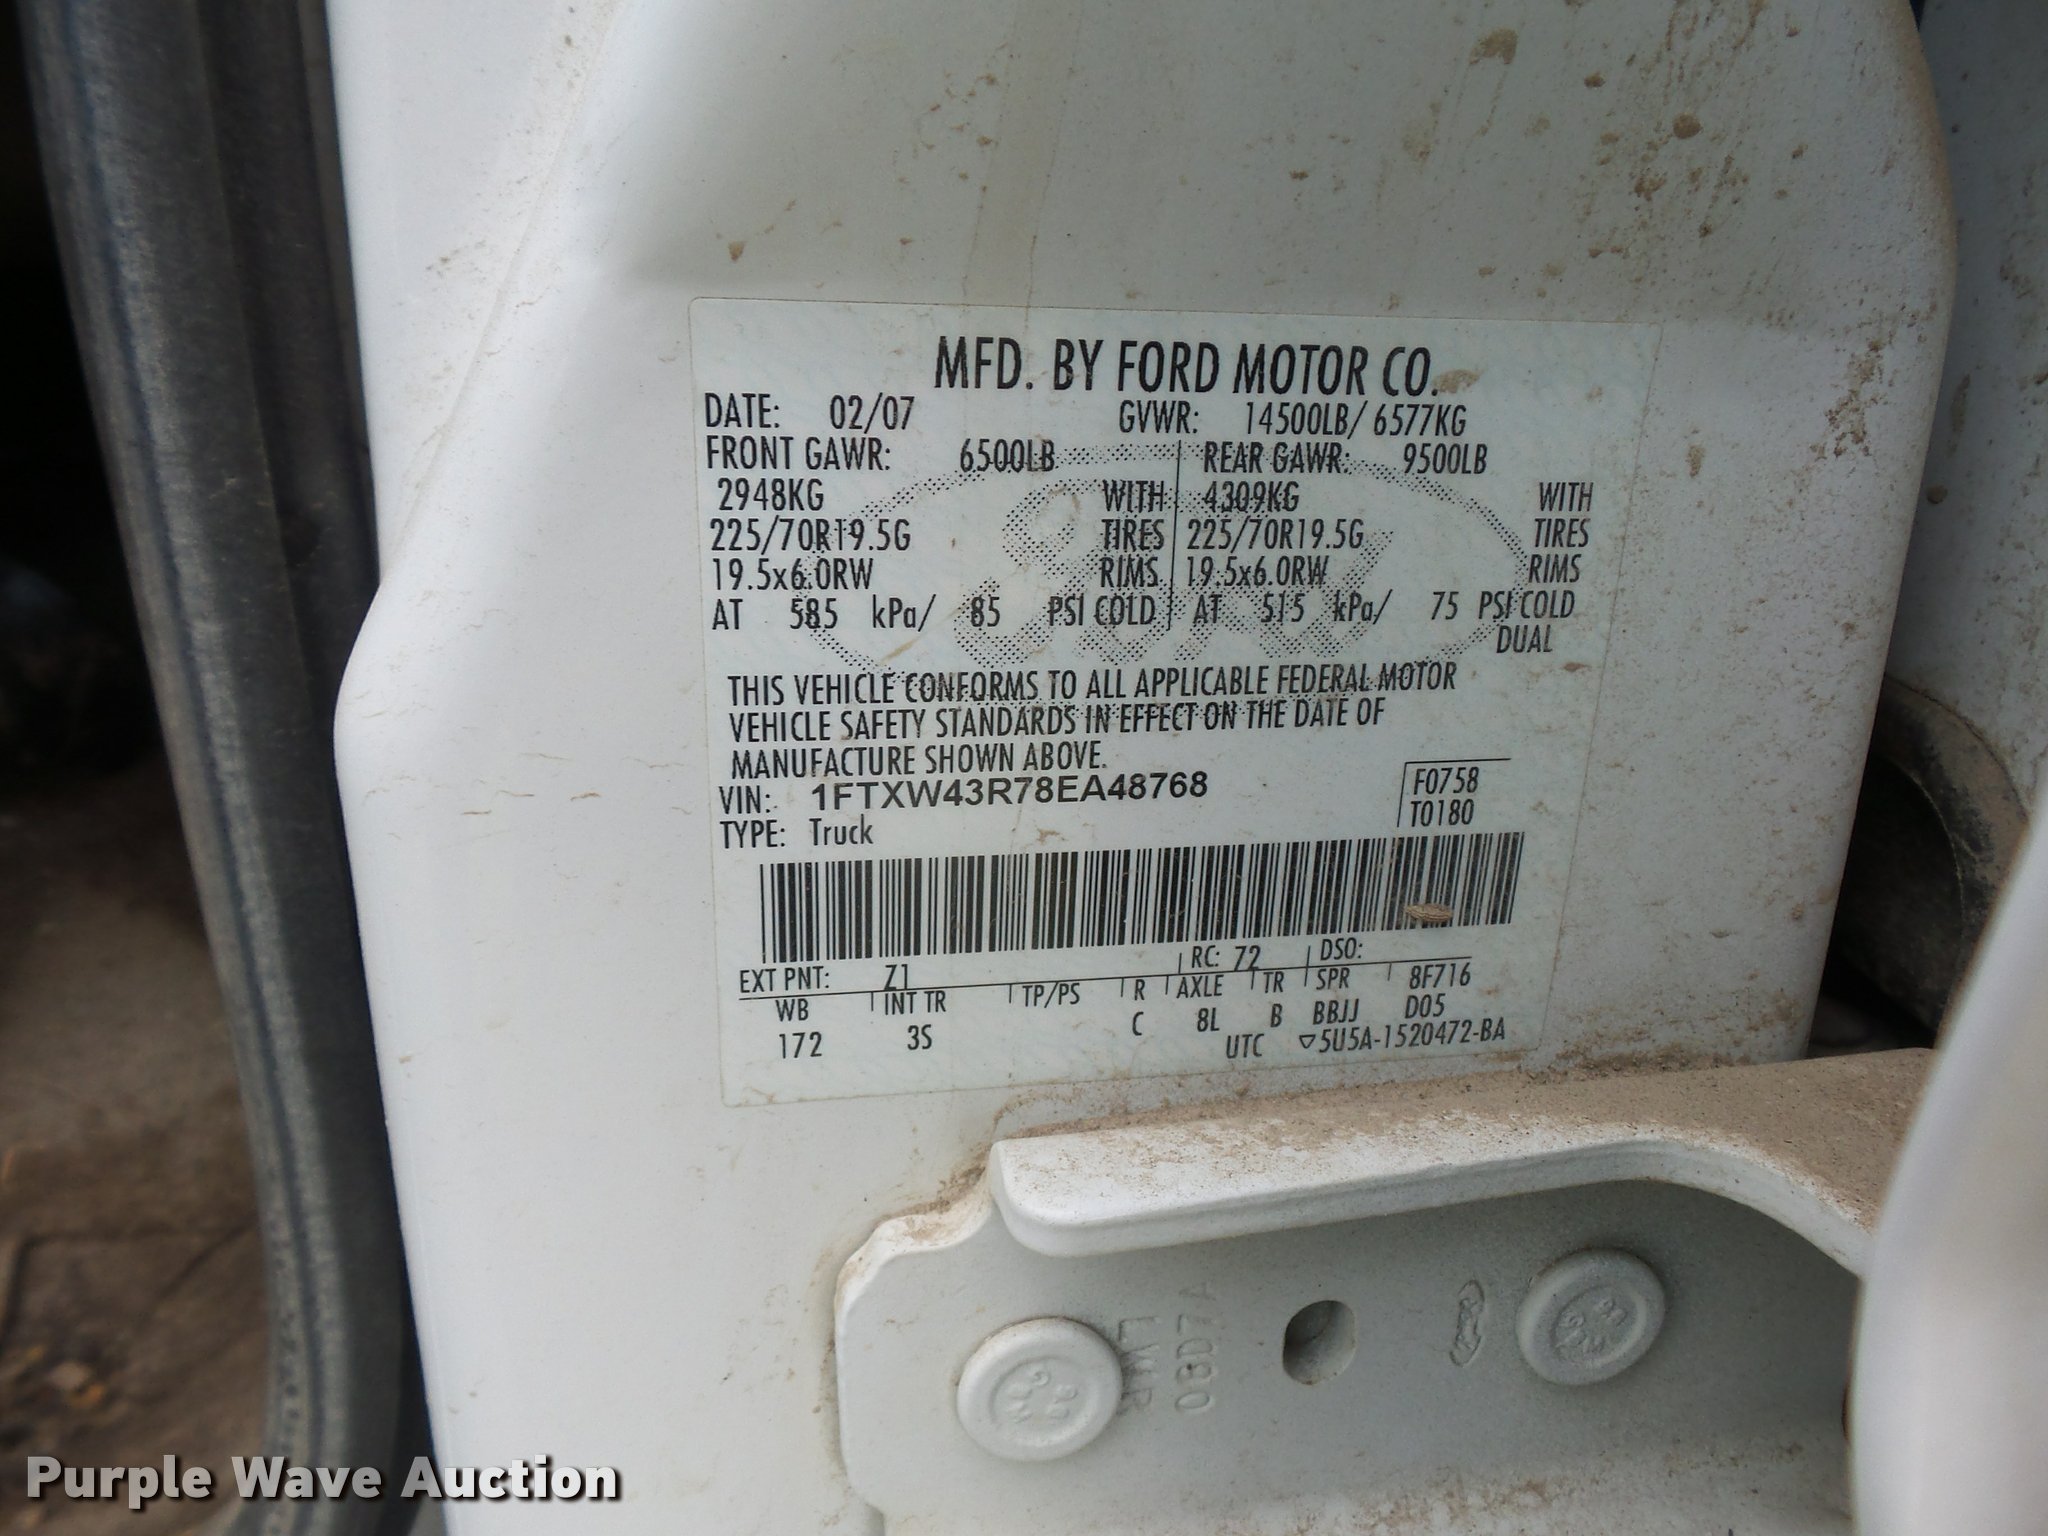 MFD. BY FORD MOTOR CO.
DATE: 02/07 GVWR: 14500LB/ 6577KG
FRONT GAWR: 6500LB REAR GAWR: 9500LB
2948KG WITH 4309KG WITH
225/70R19.5G TIRES 225/70R19.5G TIRES
19.5x6.0RW RIMS 19.5x6.0RW RIMS
AT 585 kPa/ 85 PSI COLD AT 515 kPa/ 75 PSI COLD
DUAL
THIS VEHICLE CONFORMS TO ALL APPLICABLE FEDERAL MOTOR
VEHICLE SAFETY STANDARDS IN EFFECT ON THE DATE OF
MANUFACTURE SHOWN ABOVE.
VIN: 1FTXW43R78EA48768 F0758
TYPE: Truck T0180
EXT PNT: Z1 RC: 72 DSO:
WB INT TR TP/PS R AXLE TR SPR 8F716
172 3S C 8L B BBJJ D05
UTC ▽5U5A-1520472-BA
Purple Wave Auction